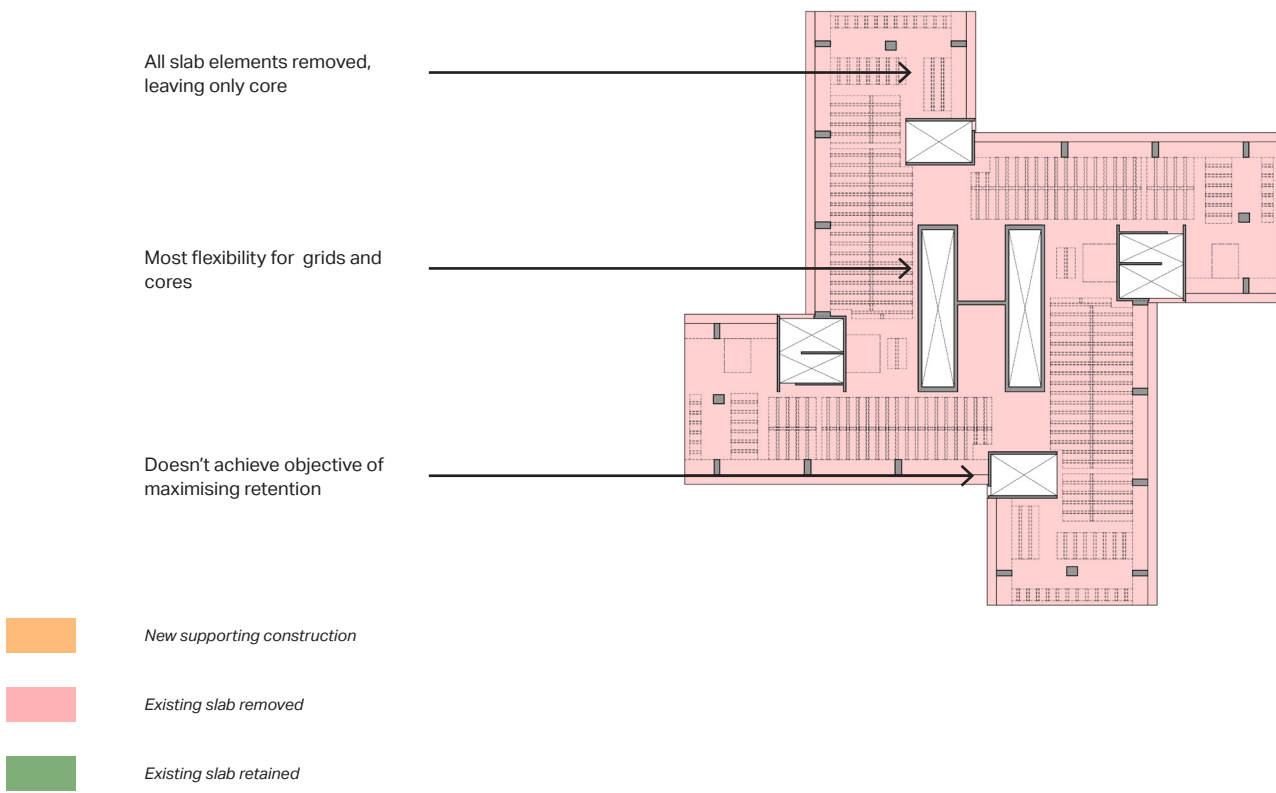 All slab elements removed,
leaving only core
Most flexibility for grids and
cores
Doesn't achieve objective of
maximising retention
New supporting construction
Existing slab removed
Existing slab retained